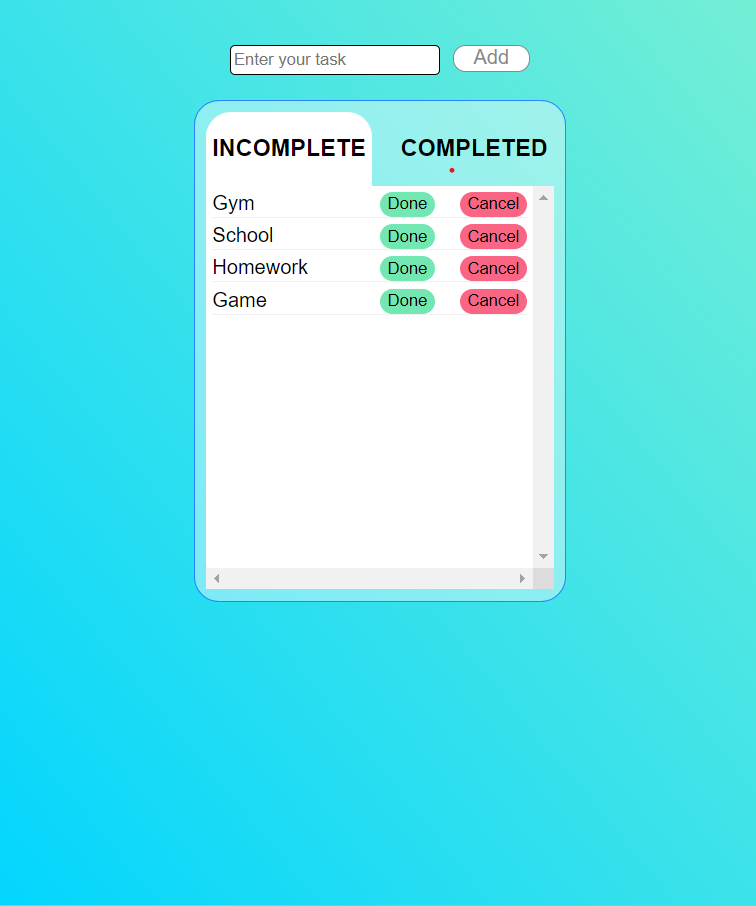 Enter your task Add
INCOMPLETE COMPLETED
Gym Done Cancel
School Done Cancel
Homework Done Cancel
Game Done Cancel